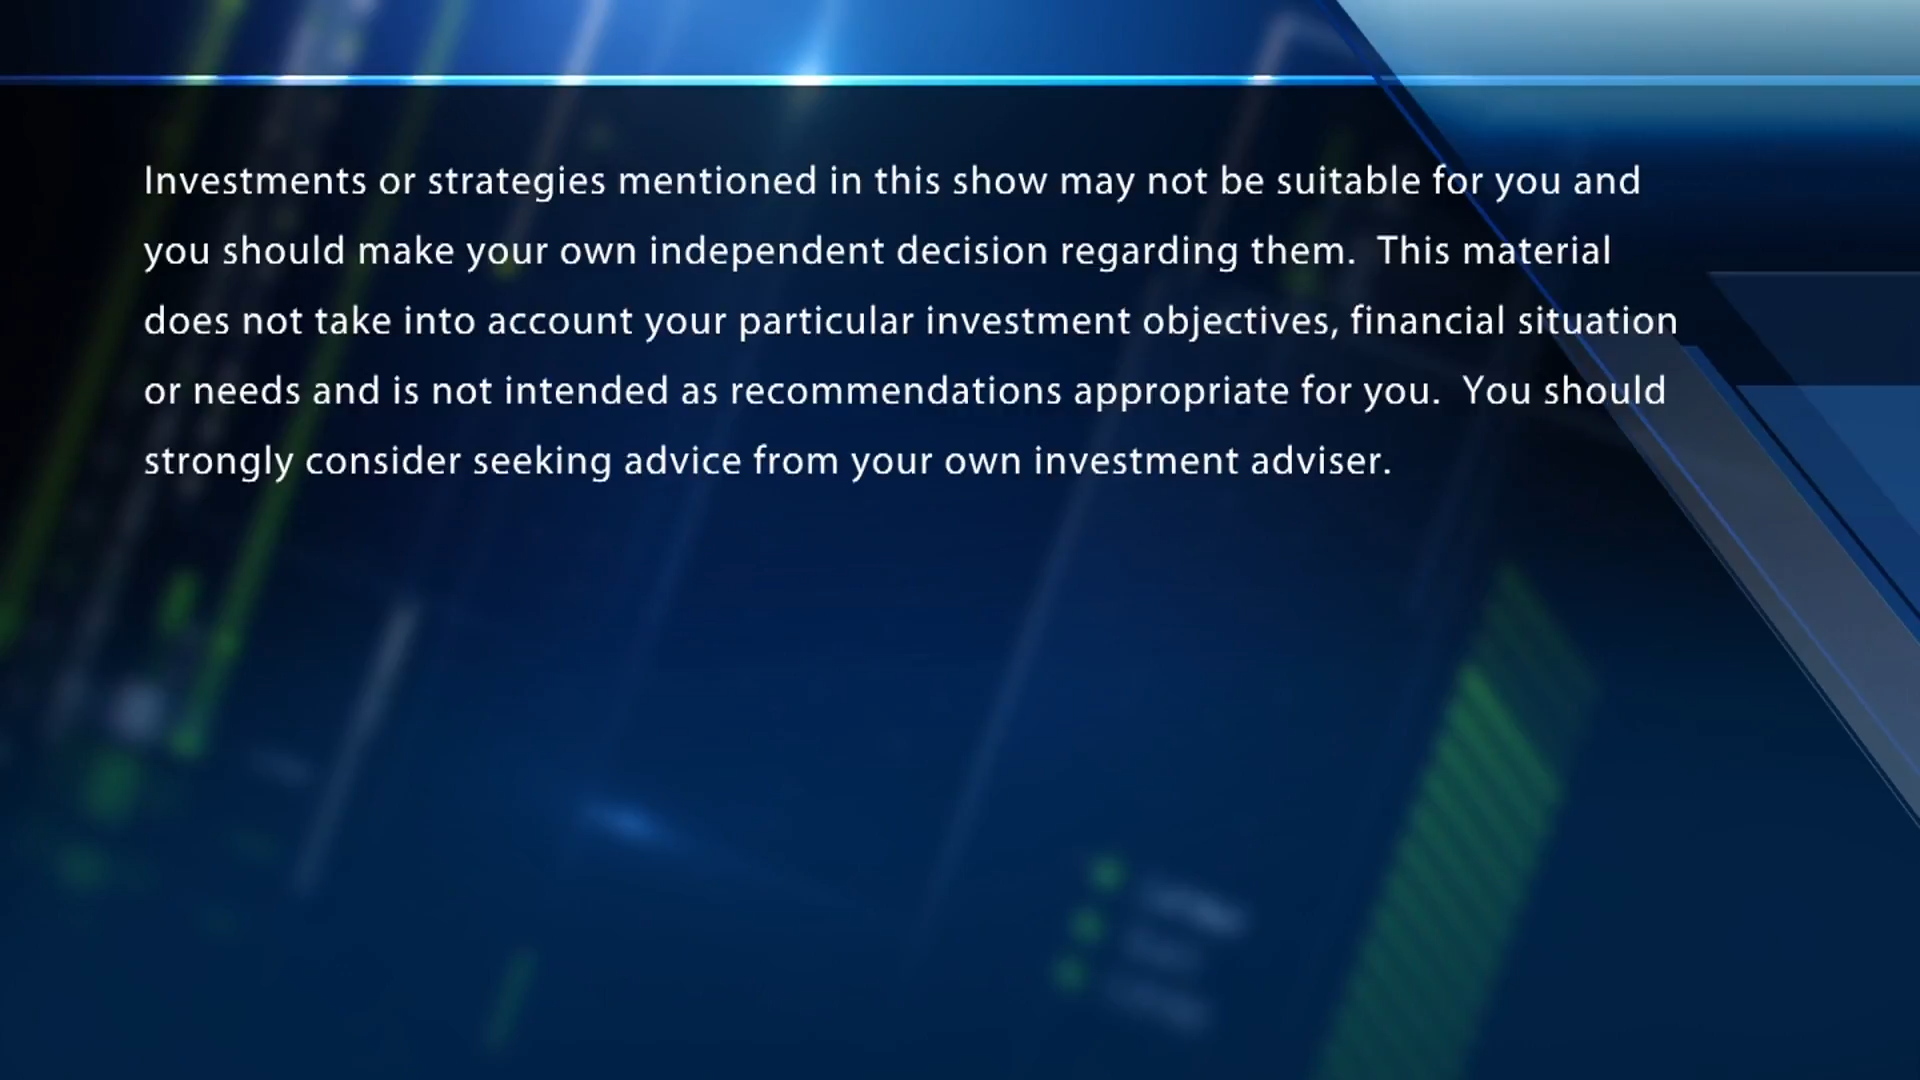 Investments or strategies mentioned in this show may not be suitable for you and
you should make your own independent decision regarding them.  This material
does not take into account your particular investment objectives, financial situation
or needs and is not intended as recommendations appropriate for you.  You should
strongly consider seeking advice from your own investment adviser.